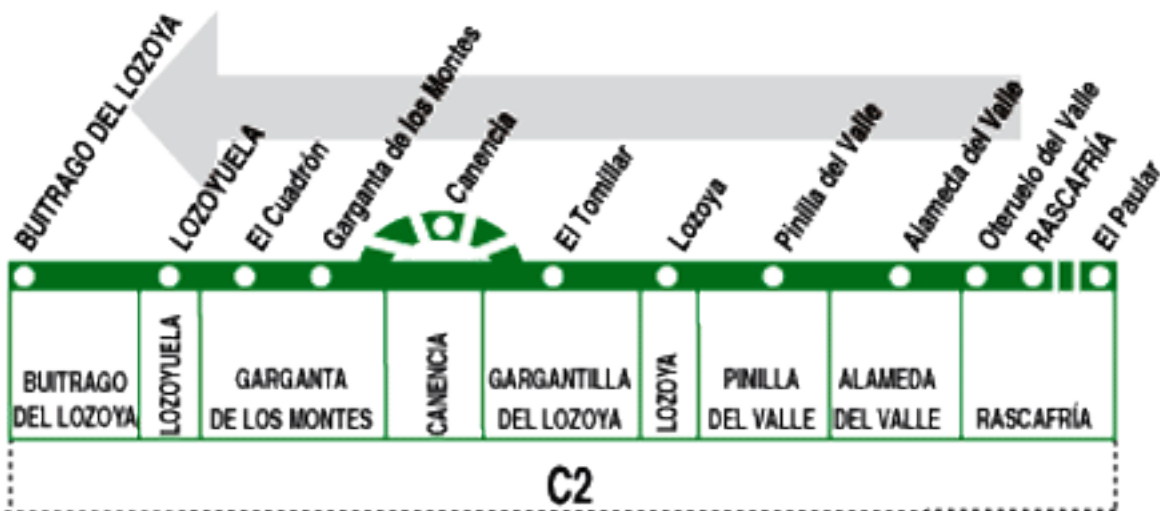 BUITRAGO DEL LOZOYA
LOZOYUELA
El Cuadrón
Garganta de los Montes
Canencia
El Tomillar
Lozoya
Pinilla del Valle
Alameda del Valle
Oteruelo del Valle
RASCAFRÍA
El Paular
BUITRAGO
DEL LOZOYA
LOZOYUELA
GARGANTA
DE LOS MONTES
CANENCIA
GARGANTILLA
DEL LOZOYA
LOZOYA
PINILLA
DEL VALLE
ALAMEDA
DEL VALLE
RASCAFRÍA
C2